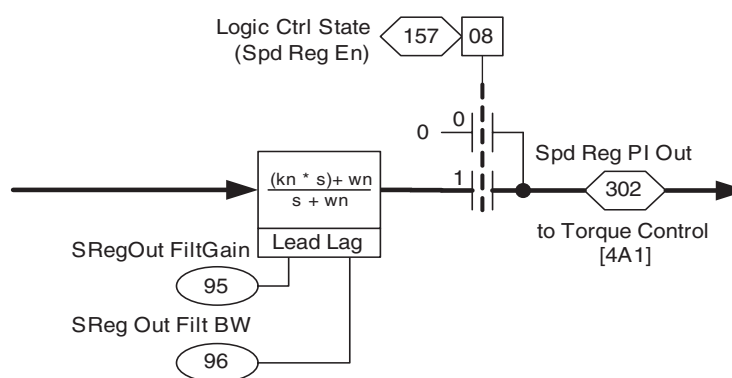 Logic Ctrl State
(Spd Reg En)
157
08
0
0
1
Spd Reg PI Out
302
to Torque Control
[4A1]
(kn * s)+ wn
s + wn
Lead Lag
SRegOut FiltGain
95
SReg Out Filt BW
96